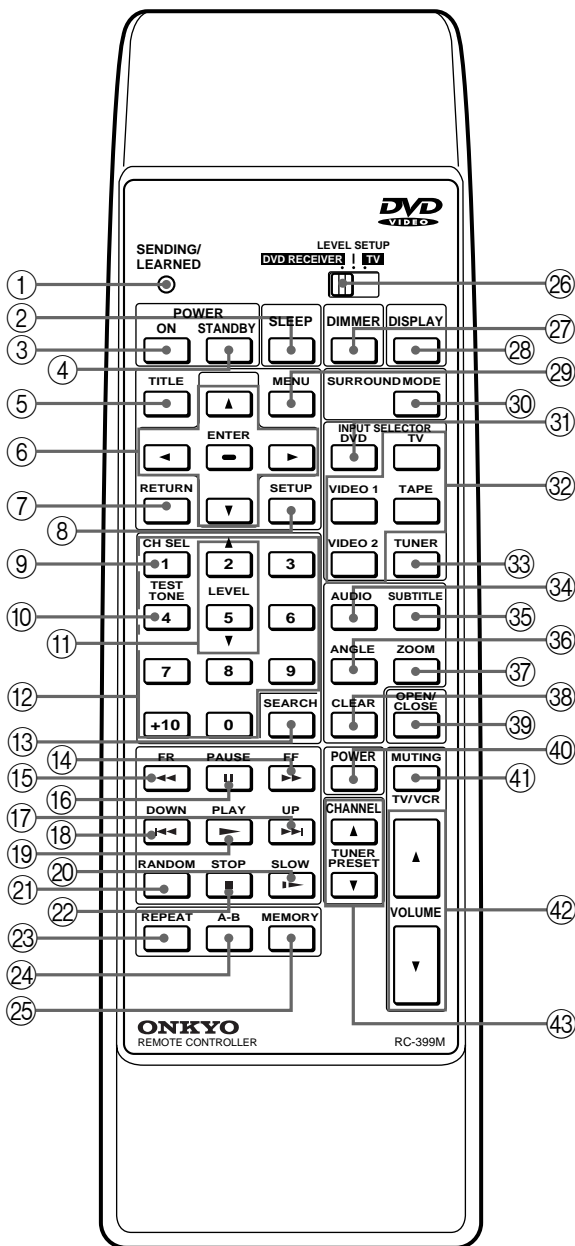 DVD
VIDEO
SENDING/
LEARNED
LEVEL SETUP
DVD RECEIVER TV
1
26
POWER
ON STANDBY
SLEEP
DIMMER
DISPLAY
2
3
4
27
28
TITLE
MENU
SURROUND MODE
5
29
30
ENTER
6
INPUT SELECTOR
DVD TV
31
VIDEO 1 TAPE
32
RETURN
SETUP
7
8
VIDEO 2 TUNER
33
CH SEL
1 2 3
9
TEST
TONE
LEVEL
4 5 6
10
11
AUDIO SUBTITLE
34
35
7 8 9
12
ANGLE ZOOM
36
37
+10 0
SEARCH
13
CLEAR
OPEN/
CLOSE
38
39
FR PAUSE FF
14
15
16
POWER
MUTING
40
41
TV/VCR
DOWN PLAY UP
17
18
19
CHANNEL
TUNER
PRESET
RANDOM STOP SLOW
20
21
22
VOLUME
42
REPEAT A-B MEMORY
23
24
25
43
ONKYO
REMOTE CONTROLLER
RC-399M